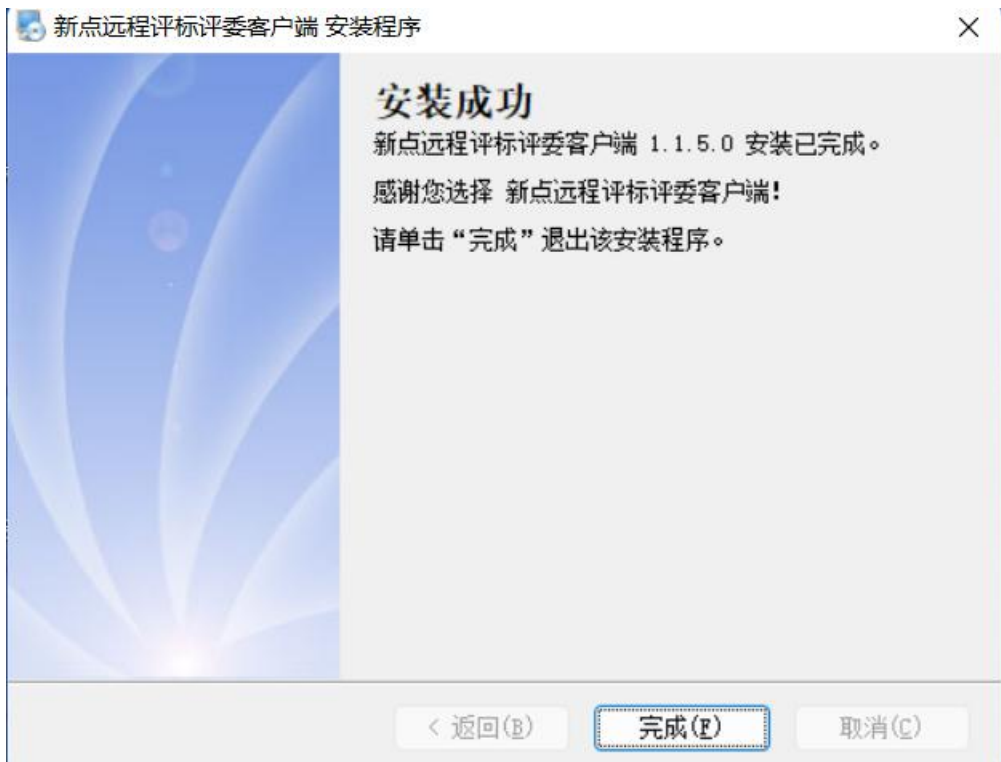 新点远程评标评委客户端 安装程序
安装成功
新点远程评标评委客户端 1.1.5.0 安装已完成。
感谢您选择 新点远程评标评委客户端!
请单击“完成”退出该安装程序。
< 返回(B)
完成(F)
取消(C)